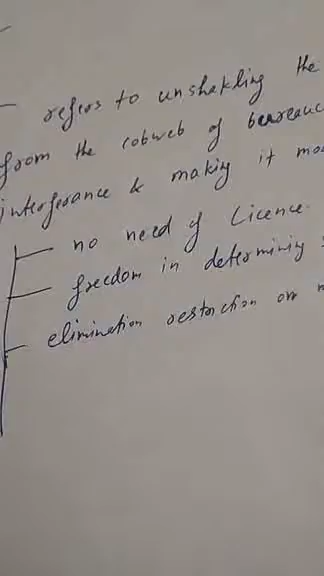 refers to unshakling the
from the cobweb of beureauc
interferance & making it mo
no need of Licence.
freedom in determining s
elimination restriction on